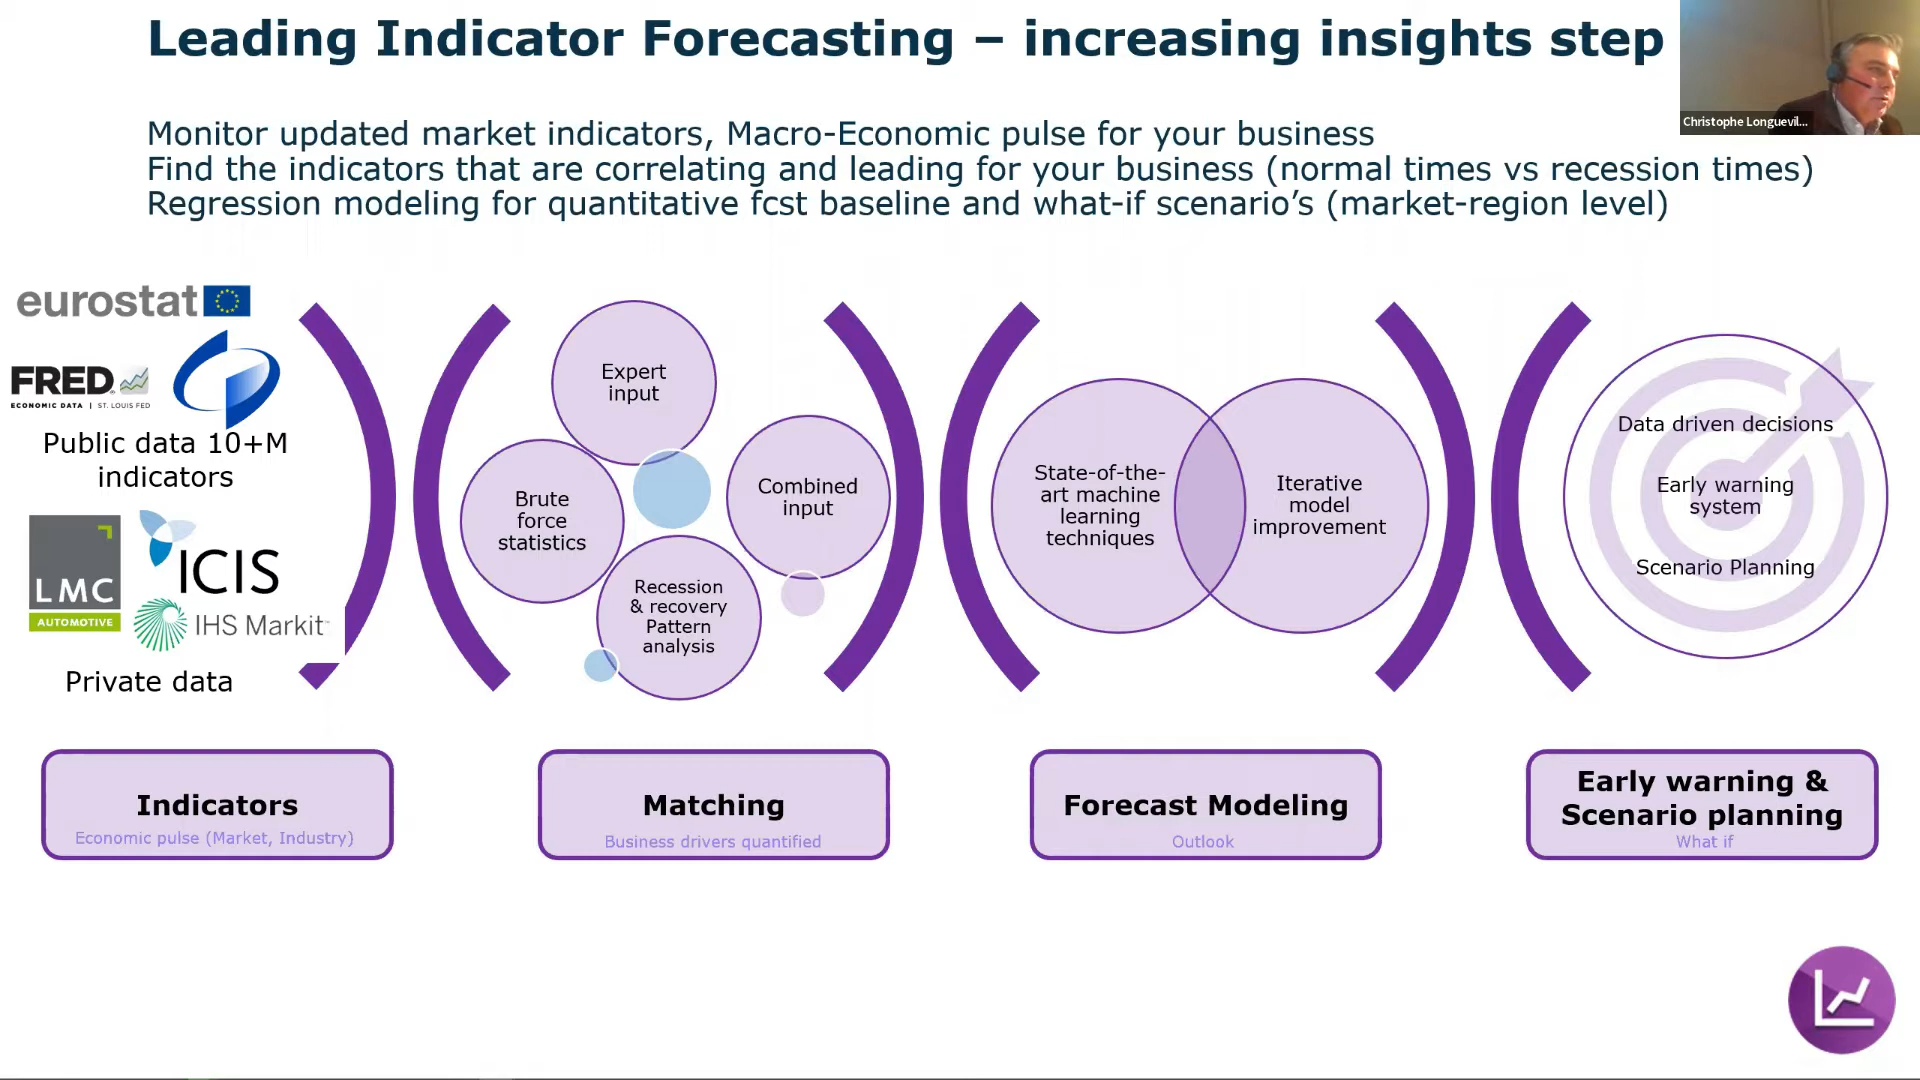 Leading Indicator Forecasting – increasing insights step
Christophe Longuevil...
Monitor updated market indicators, Macro-Economic pulse for your business
Find the indicators that are correlating and leading for your business (normal times vs recession times)
Regression modeling for quantitative fcst baseline and what-if scenario’s (market-region level)
eurostat
FRED
ECONOMIC DATA | ST. LOUIS FED
Public data 10+M
indicators
LMC
AUTOMOTIVE
ICIS
IHS Markit
Private data
Expert
input
Brute
force
statistics
Combined
input
Recession
& recovery
Pattern
analysis
State-of-the-
art machine
learning
techniques
Iterative
model
improvement
Data driven decisions
Early warning
system
Scenario Planning
Indicators
Economic pulse (Market, Industry)
Matching
Business drivers quantified
Forecast Modeling
Outlook
Early warning &
Scenario planning
What if